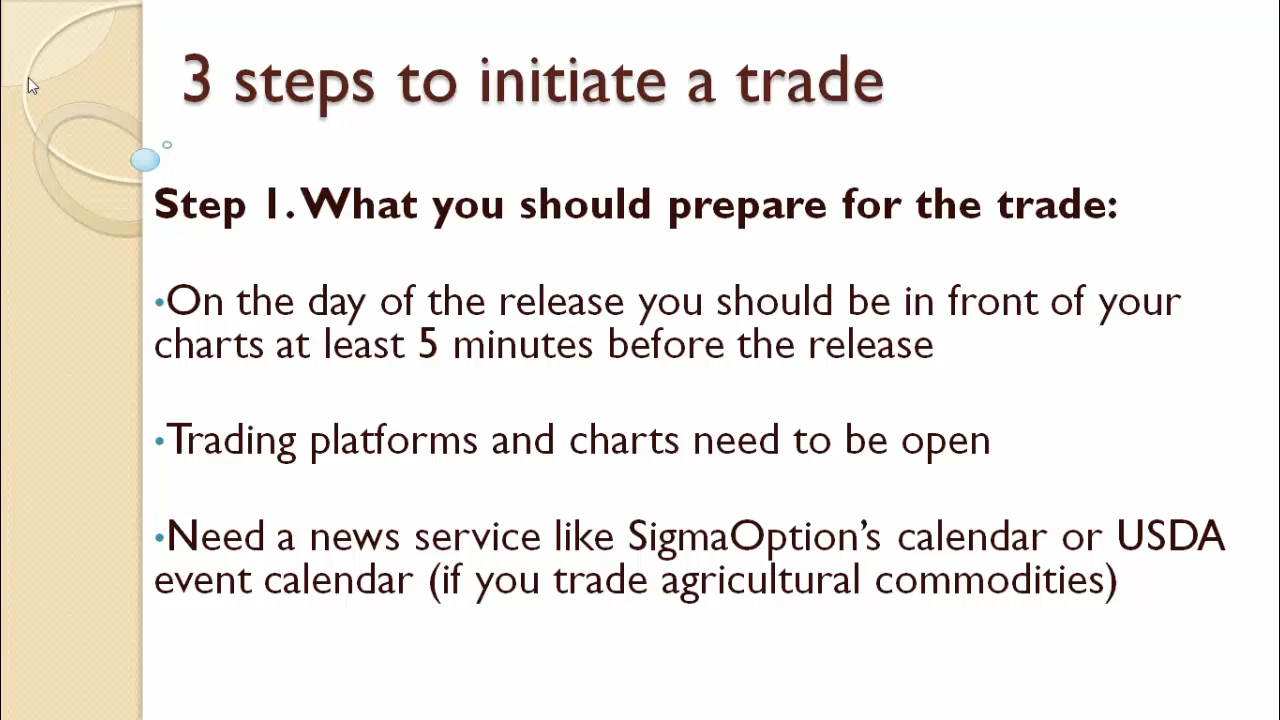 3 steps to initiate a trade
Step 1. What you should prepare for the trade:
•On the day of the release you should be in front of your
charts at least 5 minutes before the release
•Trading platforms and charts need to be open
•Need a news service like SigmaOption’s calendar or USDA
event calendar (if you trade agricultural commodities)